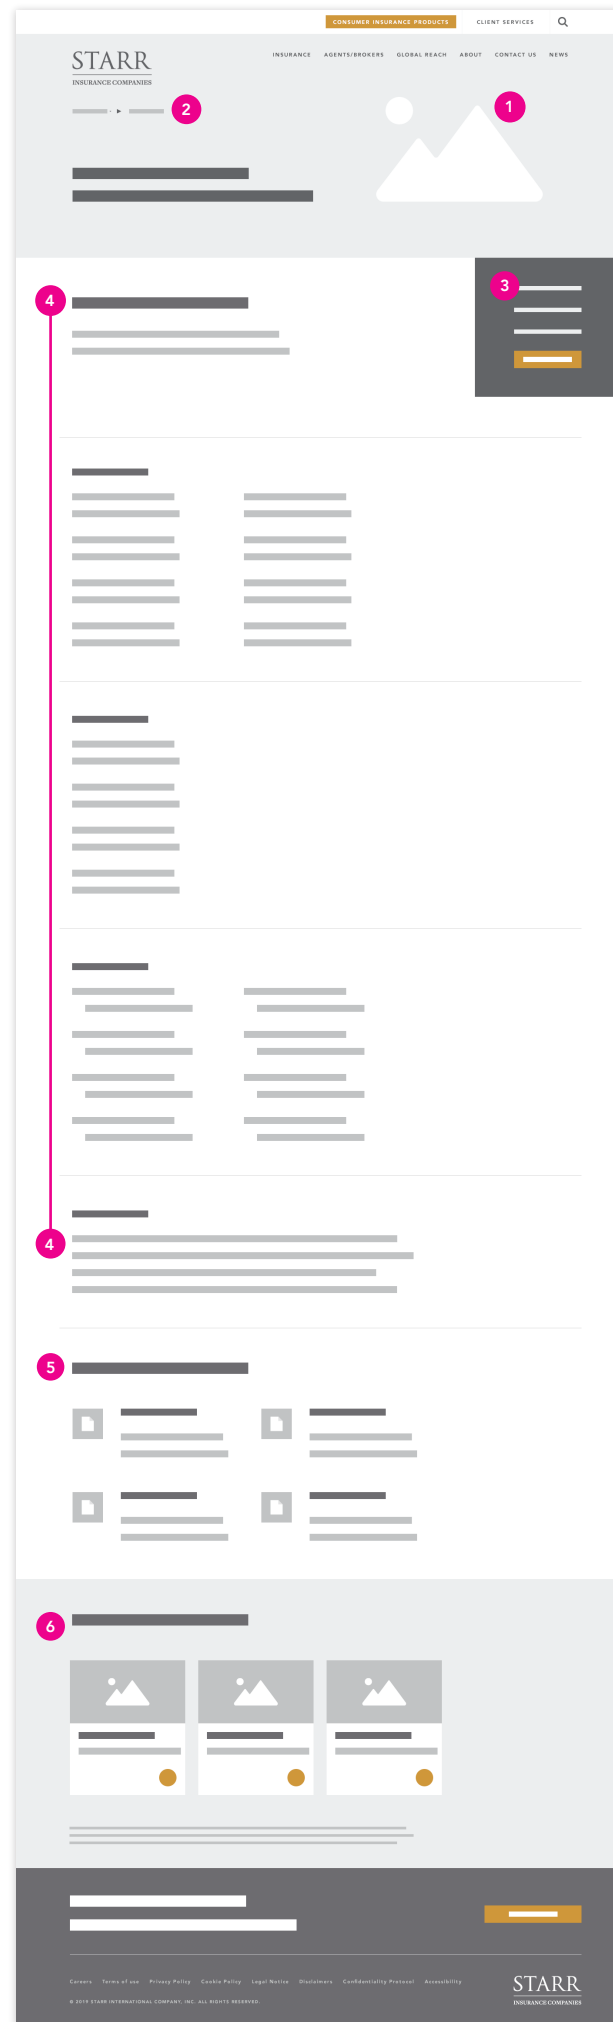 CONSUMER INSURANCE PRODUCTS CLIENT SERVICES
STARR
INSURANCE COMPANIES
INSURANCE AGENTS/BROKERS GLOBAL REACH ABOUT CONTACT US NEWS
1
2
3
4
4
5
6
Careers Terms of use Privacy Policy Cookie Policy Legal Notice Disclaimers Confidentiality Protocol Accessibility
© 2019 STARR INTERNATIONAL COMPANY, INC. ALL RIGHTS RESERVED.
STARR
INSURANCE COMPANIES